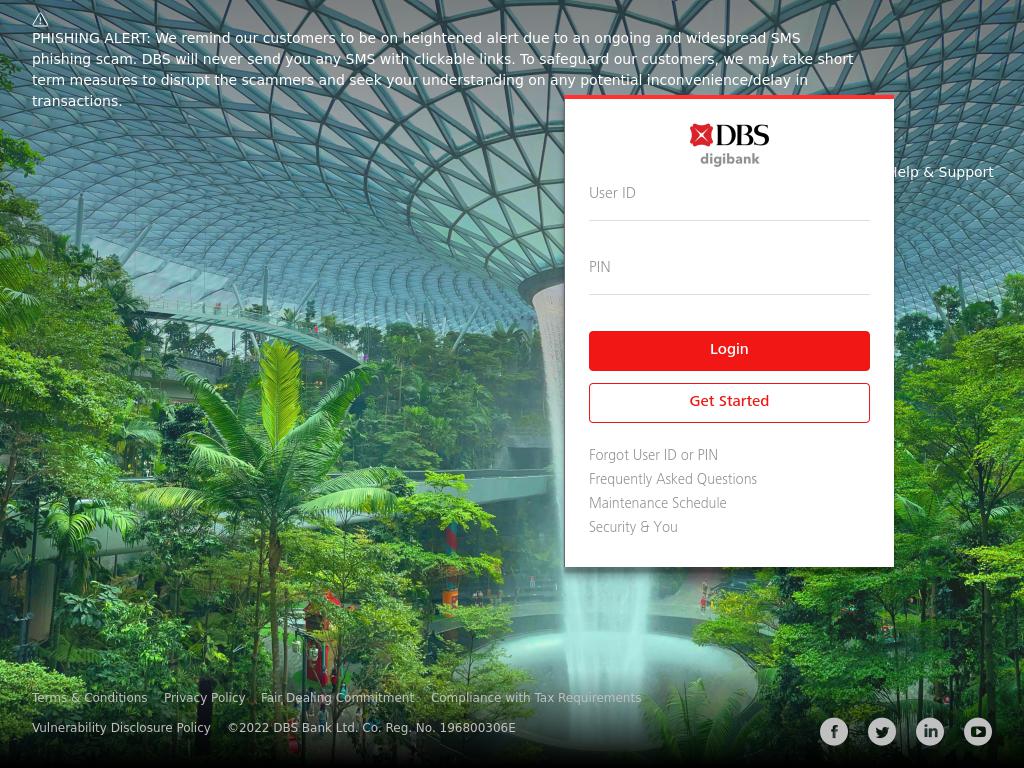 PHISHING ALERT: We remind our customers to be on heightened alert due to an ongoing and widespread SMS
phishing scam. DBS will never send you any SMS with clickable links. To safeguard our customers, we may take short
term measures to disrupt the scammers and seek your understanding on any potential inconvenience/delay in
transactions.
DBS
digibank
Help & Support
User ID
PIN
Login
Get Started
Forgot User ID or PIN
Frequently Asked Questions
Maintenance Schedule
Security & You
Terms & Conditions Privacy Policy Fair Dealing Commitment Compliance with Tax Requirements
Vulnerability Disclosure Policy ©2022 DBS Bank Ltd. Co. Reg. No. 196800306E